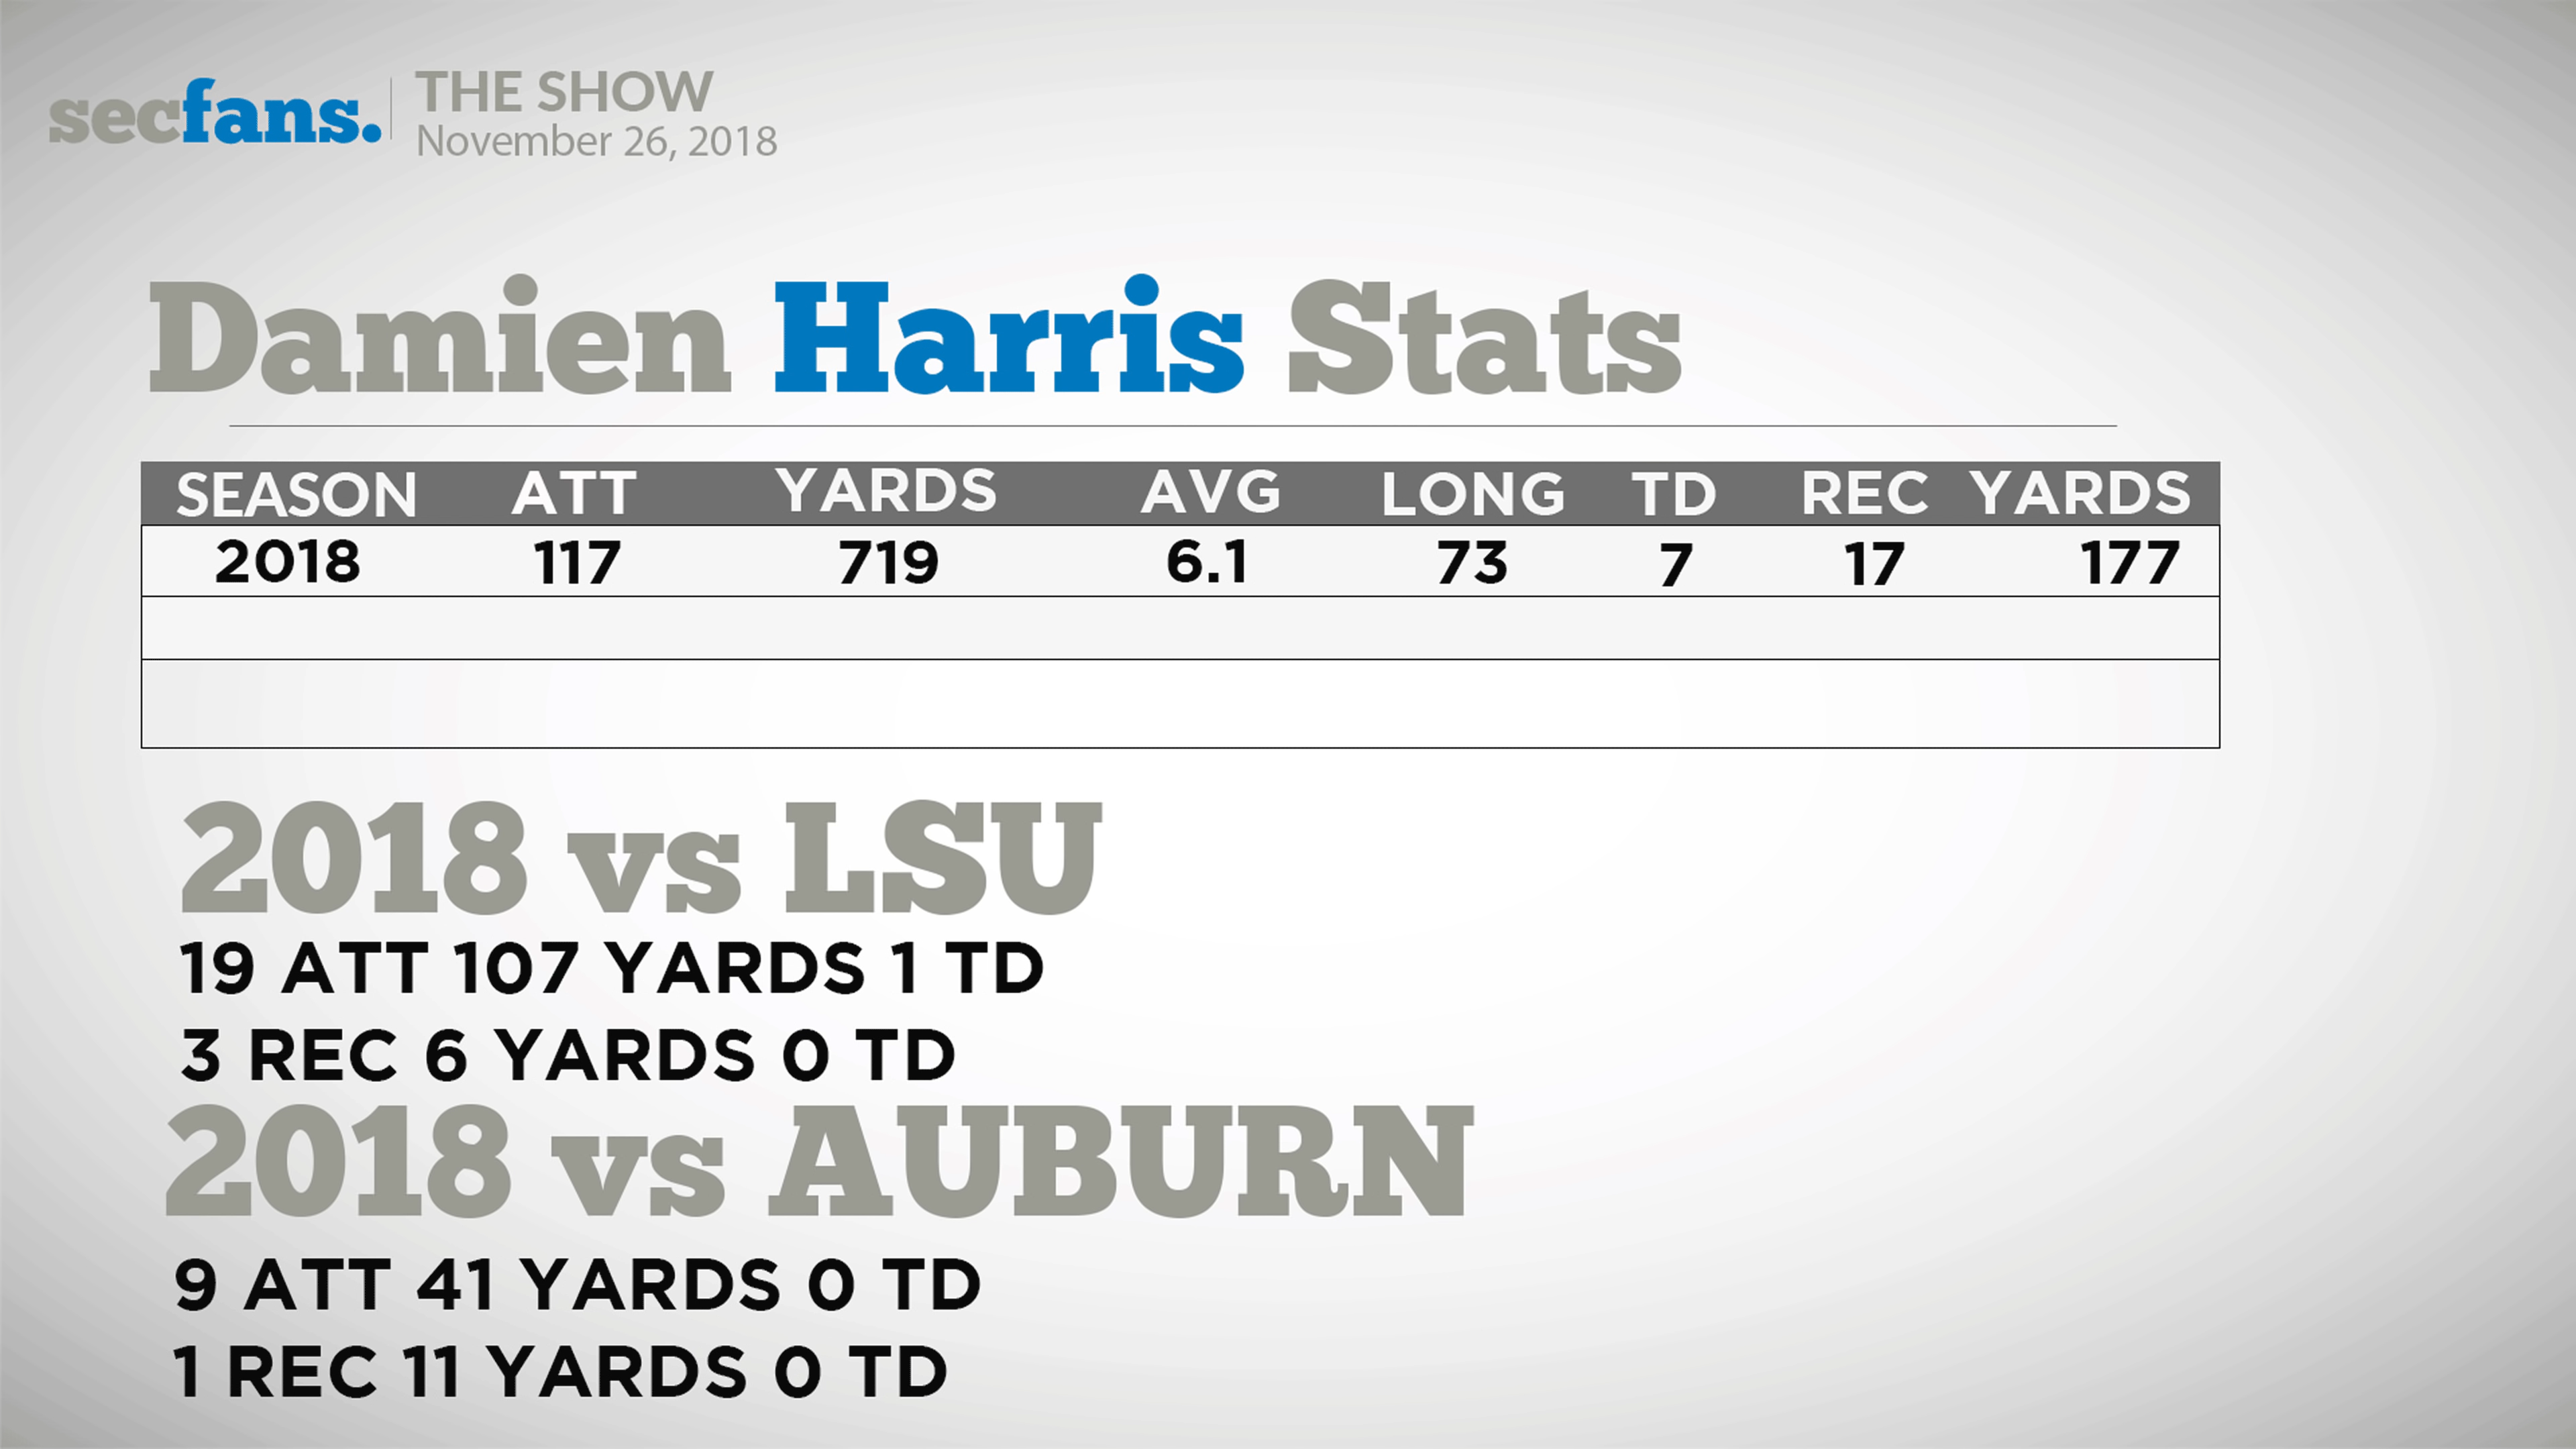 secfans.
THE SHOW
November 26, 2018
Damien Harris Stats
SEASON ATT YARDS AVG LONG TD REC YARDS
2018 117 719 6.1 73 7 17 177
2018 vs LSU
19 ATT 107 YARDS 1 TD
3 REC 6 YARDS 0 TD
2018 vs AUBURN
9 ATT 41 YARDS 0 TD
1 REC 11 YARDS 0 TD